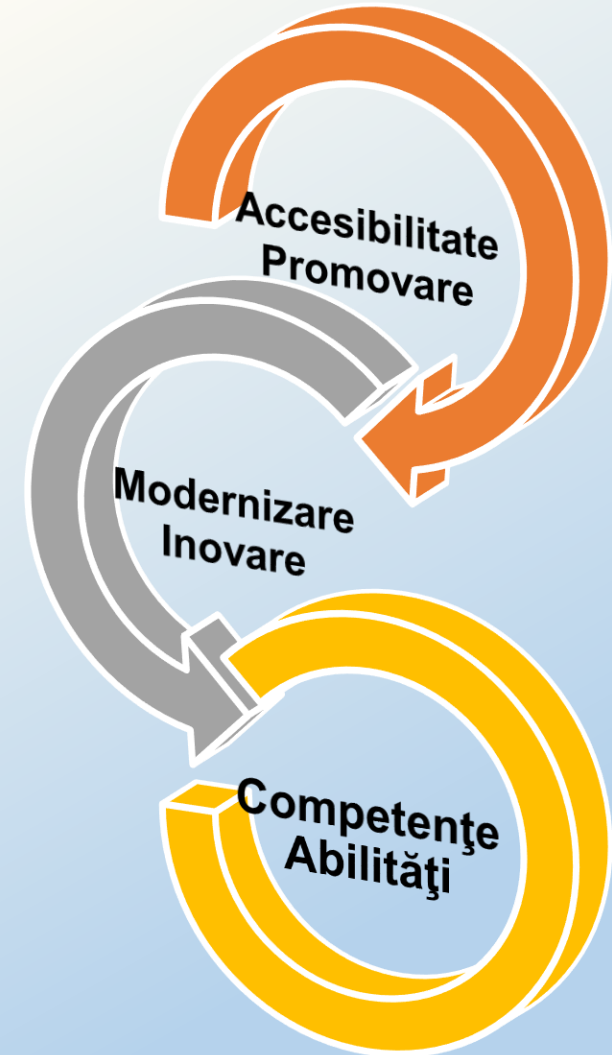 Accesibilitate
Promovare
Modernizare
Inovare
Competenţe
Abilităţi